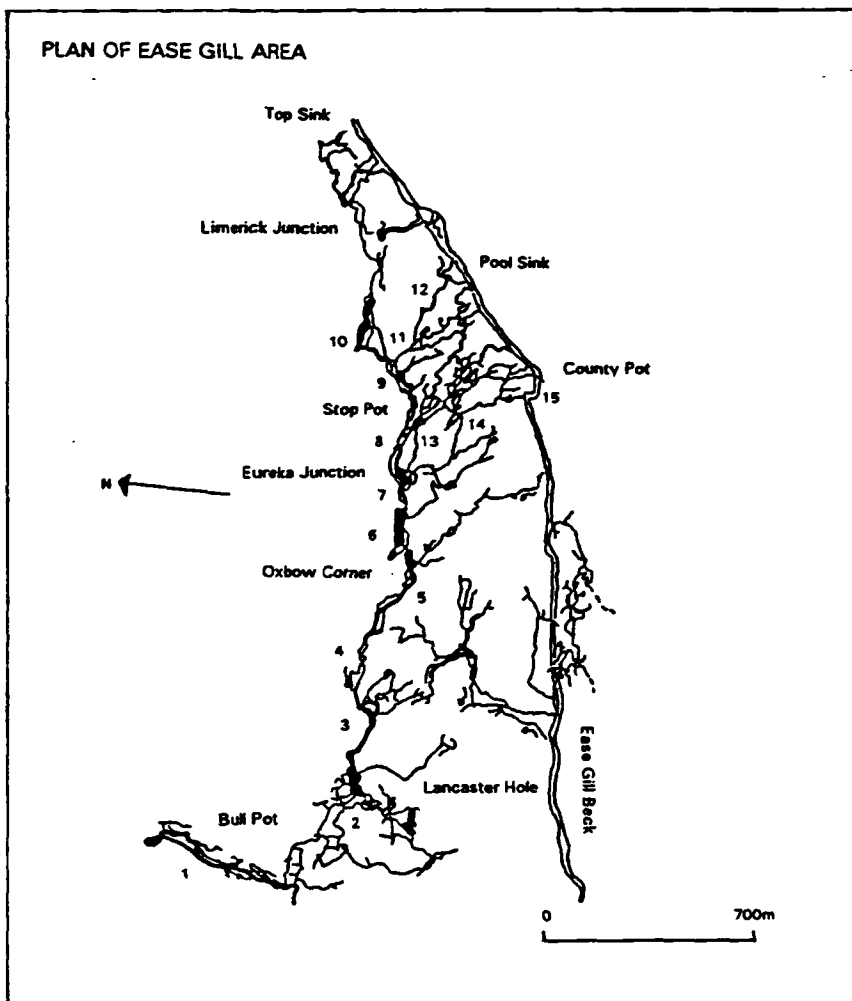 PLAN OF EASE GILL AREA
Top Sink
Limerick Junction
Pool Sink
12
10
11
9
County Pot
15
Stop Pot
14
8
13
Eureka Junction
N
7
6
Oxbow Corner
5
4
3
Lancaster Hole
Ease Gill Beck
Bull Pot
2
1
0 700m